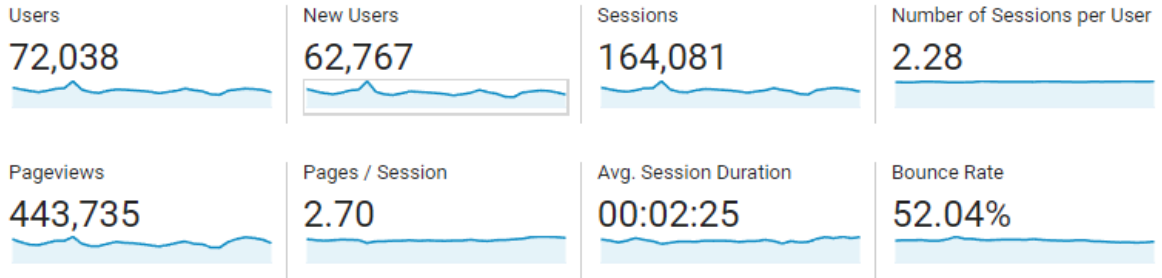 Users
72,038
New Users
62,767
Sessions
164,081
Number of Sessions per User
2.28
Pageviews
443,735
Pages / Session
2.70
Avg. Session Duration
00:02:25
Bounce Rate
52.04%